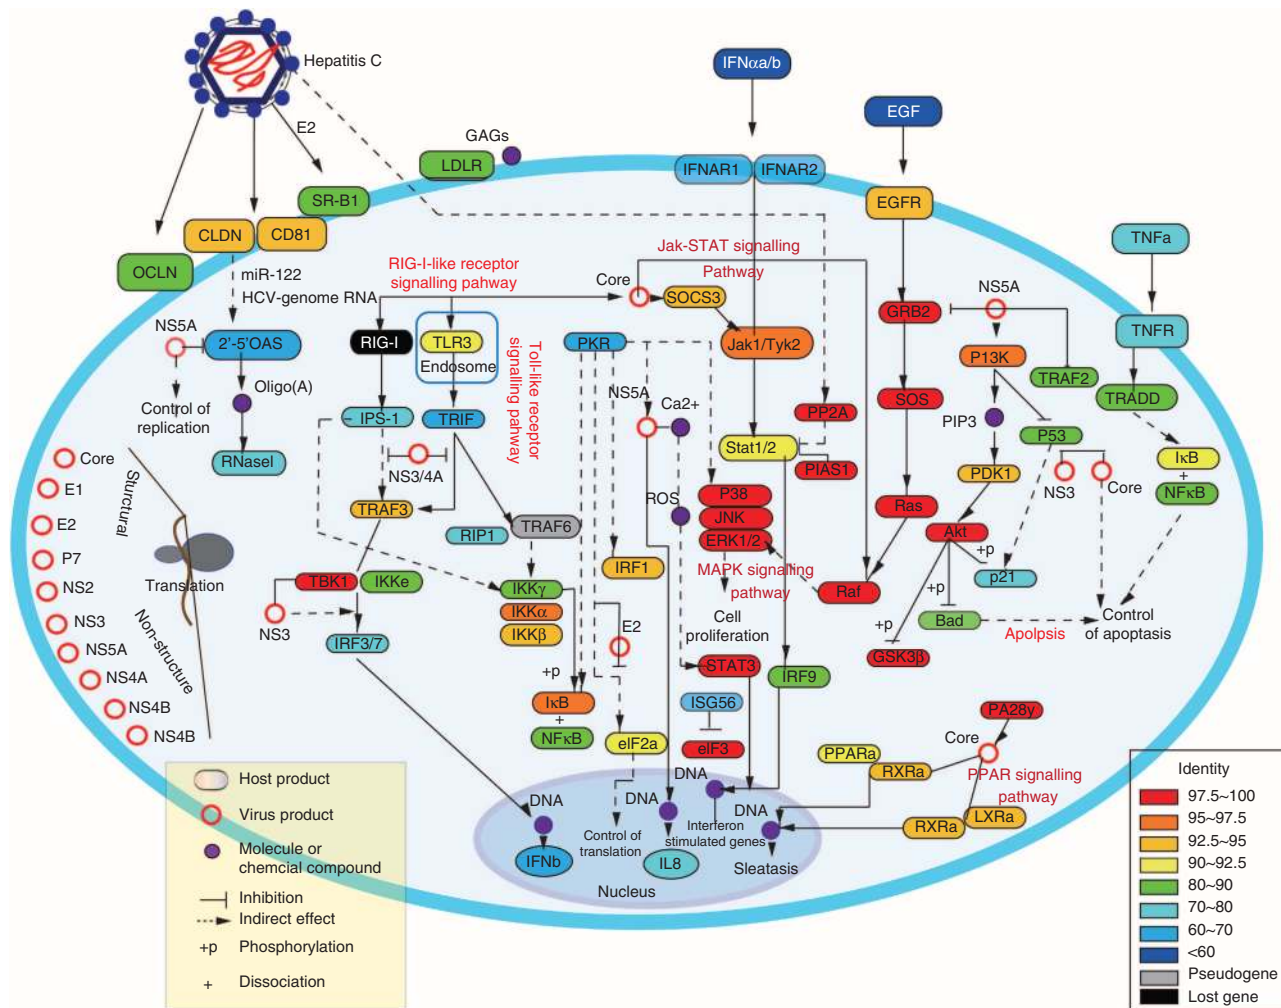 Hepatitis C
IFNαa/b
EGF
E2
GAGs
LDLR
IFNAR1
IFNAR2
SR-B1
EGFR
CLDN
CD81
TNFa
OCLN
miR-122
HCV-genome RNA
RIG-I-like receptor
signalling pahway
Jak-STAT signalling
Pathway
Core
SOCS3
NS5A
GRB2
NS5A
2'-5'OAS
RIG-I
TLR3
Endosome
Toll-like receptor
signalling pathway
PKR
Jak1/Tyk2
P13K
TRAF2
TNFR
Oligo(A)
Control of
replication
IPS-1
TRIF
NS5A
Ca2+
PP2A
SOS
PIP3
P53
TRADD
RNasel
NS3/4A
Stat1/2
PIAS1
PDK1
NS3
Core
IκB
+
NFκB
Core
E1
E2
P7
NS2
NS3
NS5A
NS4A
NS4B
NS4B
Sturctural
Translation
Non-structure
TRAF3
RIP1
TRAF6
ROS
P38
JNK
ERK1/2
MAPK signalling
pathway
Ras
Akt
+p
p21
TBK1
IKKe
NS3
IRF3/7
IKKγ
IKKα
IKKβ
IRF1
Raf
+p
Bad
Apolpsis
Control
of apoptasis
Cell
proliferation
E2
+p
GSK3β
+p
IκB
+
NFκB
eIF2a
STAT3
ISG56
eIF3
IRF9
PA28y
Core
PPARa
RXRa
PPAR signalling
pathway
LXRa
RXRa
DNA
IFNb
Control of
translation
DNA
IL8
DNA
Interferon
stimulated genes
DNA
Sleatasis
Nucleus
Host product
Virus product
Molecule or
chemcial compound
Inhibition
Indirect effect
+p Phosphorylation
+ Dissociation
Identity
97.5~100
95~97.5
92.5~95
90~92.5
80~90
70~80
60~70
<60
Pseudogene
Lost gene